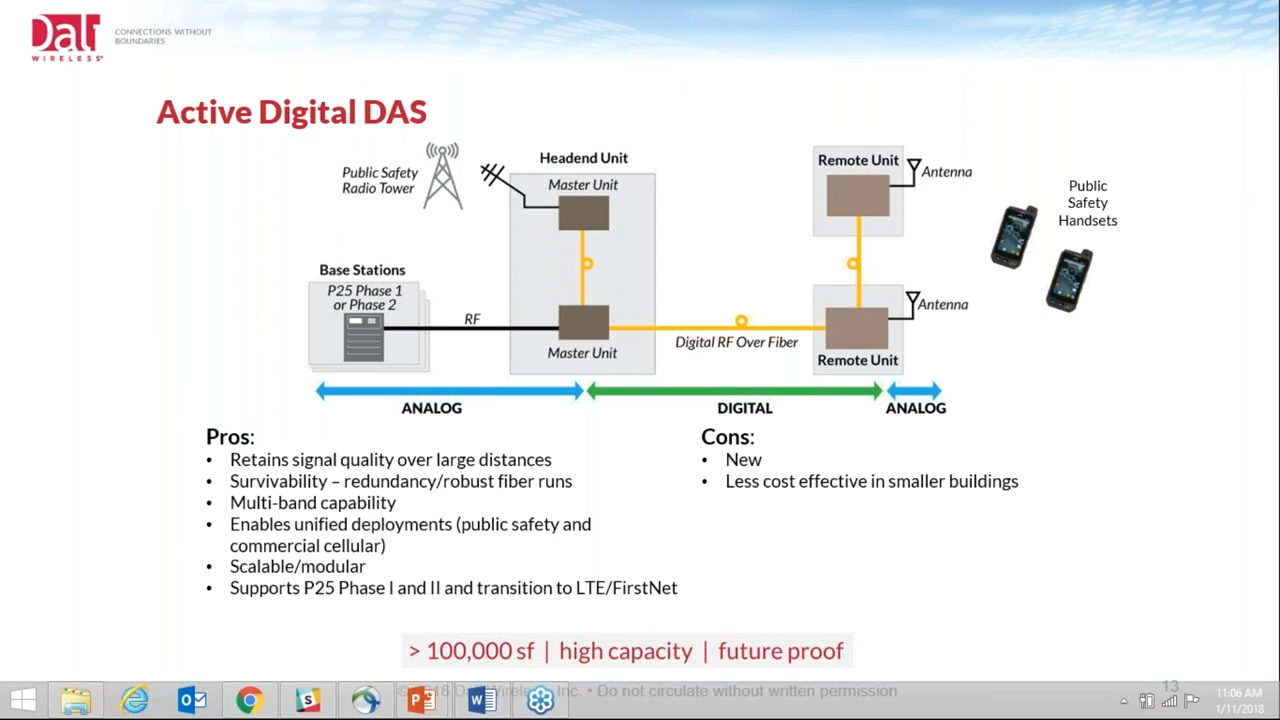 Dali
WIRELESS
CONNECTIONS WITHOUT
BOUNDARIES
Active Digital DAS
Public Safety
Radio Tower
Headend Unit
Master Unit
Remote Unit
Antenna
Public
Safety
Handsets
Base Stations
P25 Phase 1
or Phase 2
RF
Master Unit
Digital RF Over Fiber
Antenna
Remote Unit
ANALOG
DIGITAL
ANALOG
Pros:
• Retains signal quality over large distances
• Survivability – redundancy/robust fiber runs
• Multi-band capability
• Enables unified deployments (public safety and
commercial cellular)
• Scalable/modular
• Supports P25 Phase I and II and transition to LTE/FirstNet
Cons:
• New
• Less cost effective in smaller buildings
> 100,000 sf | high capacity | future proof
© 2018 Dali Wireless, Inc. • Do not circulate without written permission
13
11:06 AM
1/11/2018